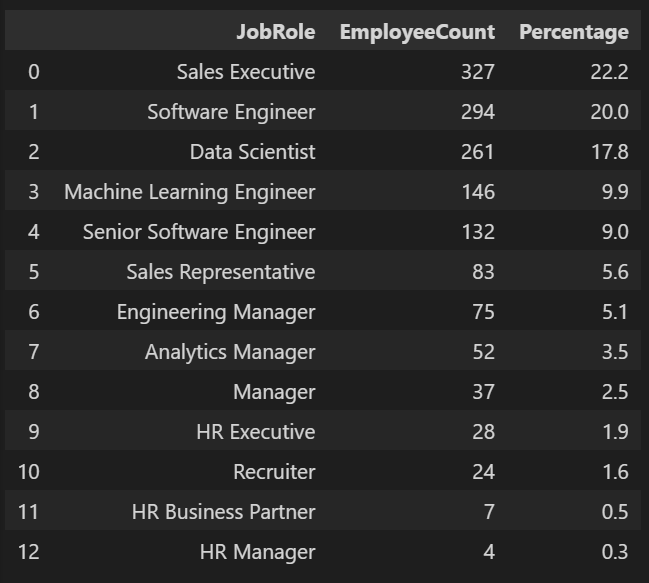 JobRole EmployeeCount Percentage
0 Sales Executive 327 22.2
1 Software Engineer 294 20.0
2 Data Scientist 261 17.8
3 Machine Learning Engineer 146 9.9
4 Senior Software Engineer 132 9.0
5 Sales Representative 83 5.6
6 Engineering Manager 75 5.1
7 Analytics Manager 52 3.5
8 Manager 37 2.5
9 HR Executive 28 1.9
10 Recruiter 24 1.6
11 HR Business Partner 7 0.5
12 HR Manager 4 0.3